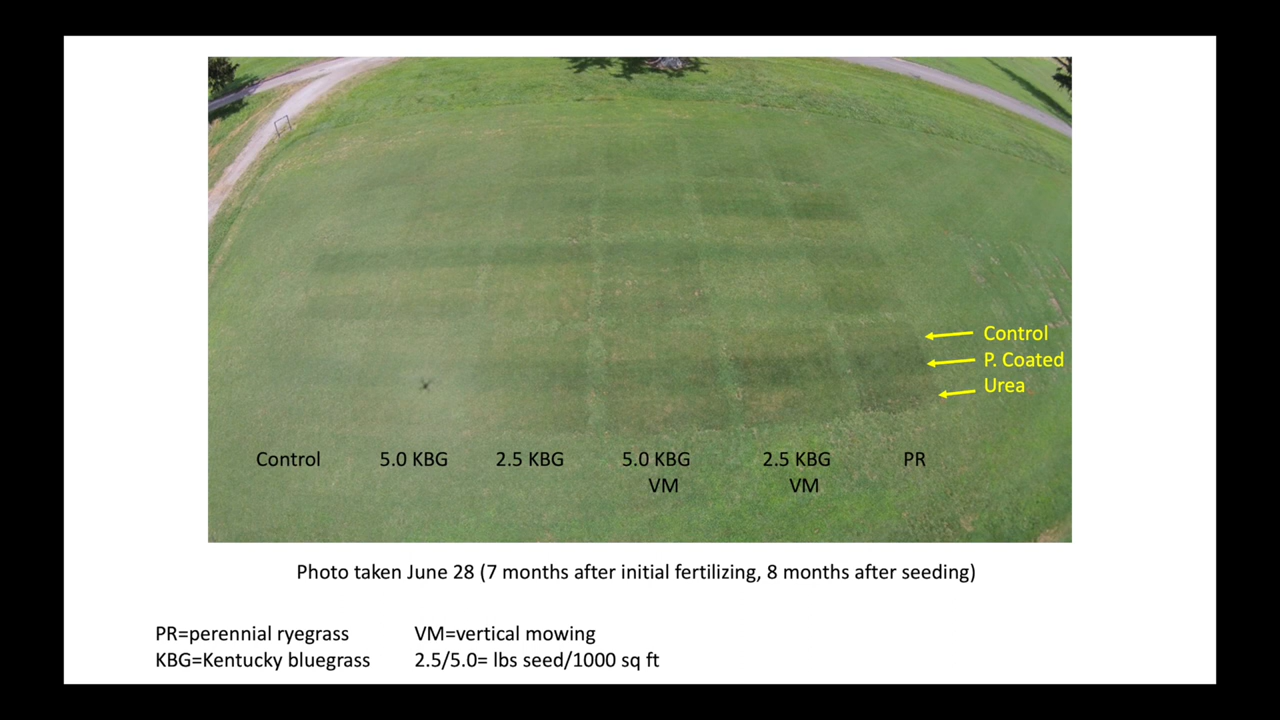 Control
P. Coated
Urea
Control
5.0 KBG
2.5 KBG
5.0 KBG
VM
2.5 KBG
VM
PR
Photo taken June 28 (7 months after initial fertilizing, 8 months after seeding)
PR=perennial ryegrass
VM=vertical mowing
KBG=Kentucky bluegrass
2.5/5.0= lbs seed/1000 sq ft